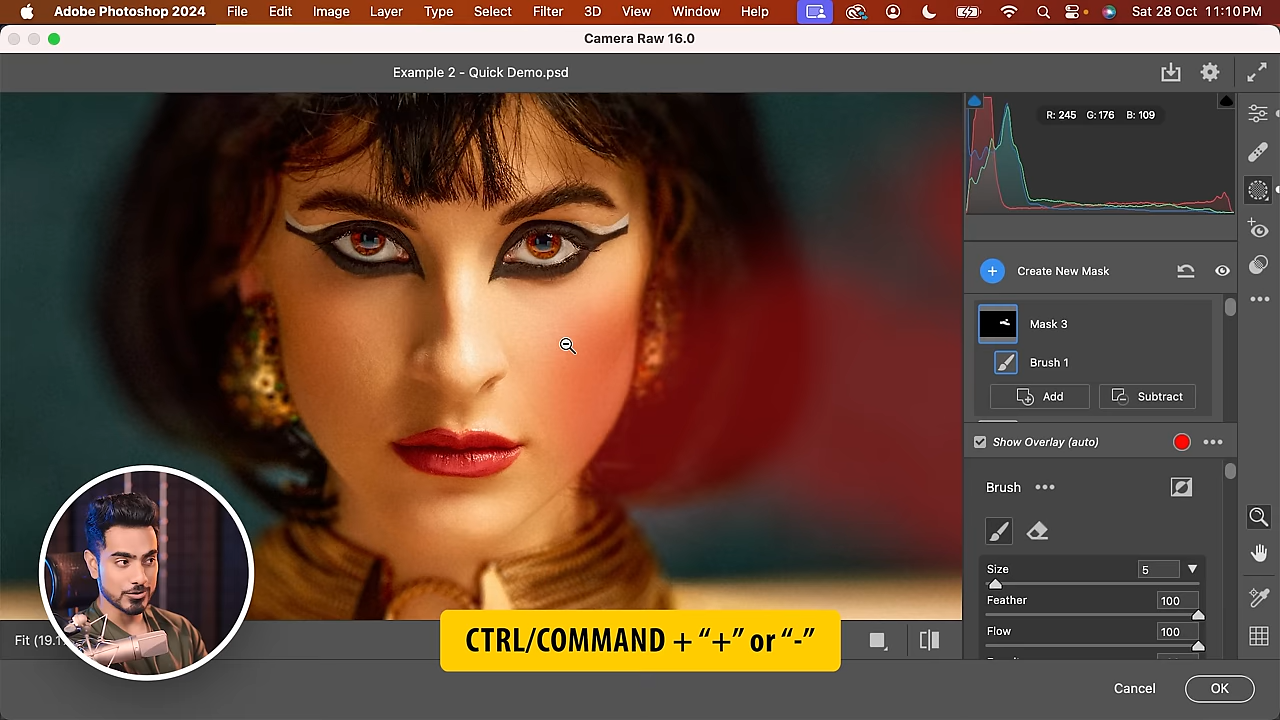 Adobe Photoshop 2024 File Edit Image Layer Type Select Filter 3D View Window Help Sat 28 Oct 11:10 PM
Camera Raw 16.0
Example 2 - Quick Demo.psd
R: 245 G: 176 B: 109
Create New Mask
Mask 3
Brush 1
Add Subtract
Show Overlay (auto)
Brush
Size 5
Feather 100
Flow 100
Fit (19.1
CTRL/COMMAND + “+” or “-”
Cancel OK